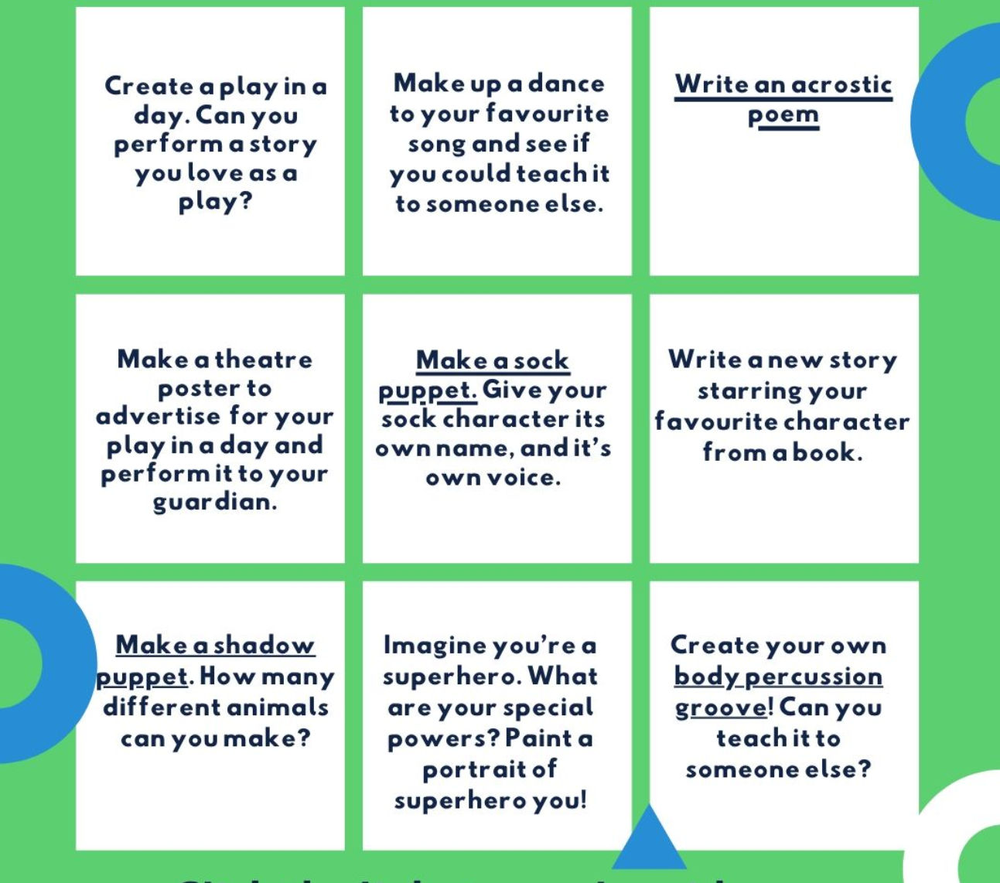 Create a play in a
day. Can you
perform a story
you love as a
play?
Make up a dance
to your favourite
song and see if
you could teach it
to someone else.
Write an acrostic
poem
Make a theatre
poster to
advertise for your
play in a day and
perform it to your
guardian.
Make a sock
puppet. Give your
sock character its
own name, and it's
own voice.
Write a new story
starring your
favourite character
from a book.
Make a shadow
puppet. How many
different animals
can you make?
Imagine you're a
superhero. What
are your special
powers? Paint a
portrait of
superhero you!
Create your own
body percussion
groove! Can you
teach it to
someone else?